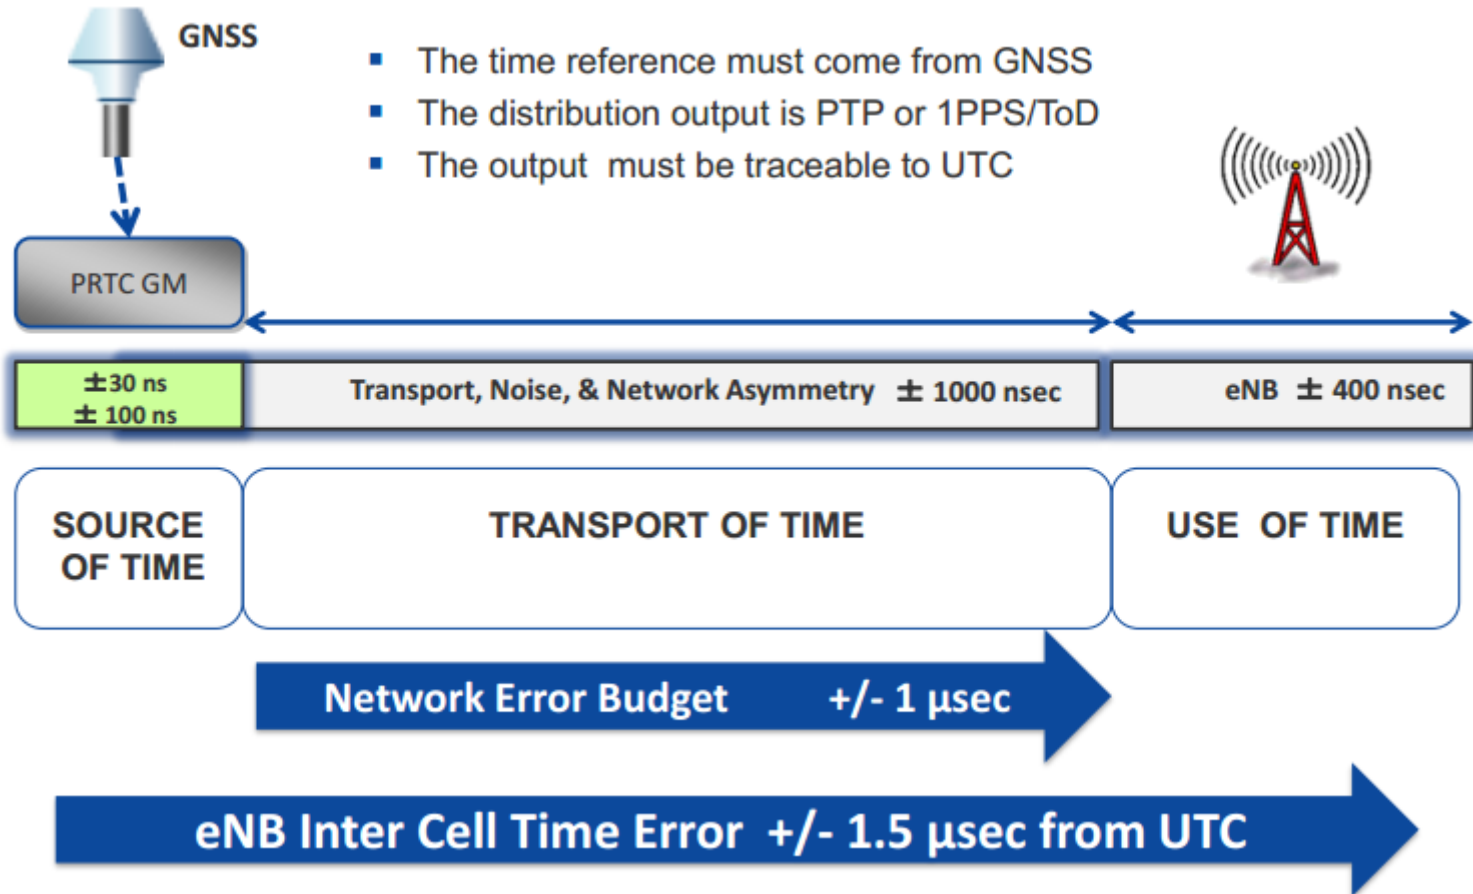 GNSS
▪ The time reference must come from GNSS
▪ The distribution output is PTP or 1PPS/ToD
▪ The output  must be traceable to UTC
PRTC GM
±30 ns
± 100 ns
Transport, Noise, & Network Asymmetry ± 1000 nsec
eNB ± 400 nsec
SOURCE
OF TIME
TRANSPORT OF TIME
USE OF TIME
Network Error Budget +/- 1 μsec
eNB Inter Cell Time Error +/- 1.5 μsec from UTC